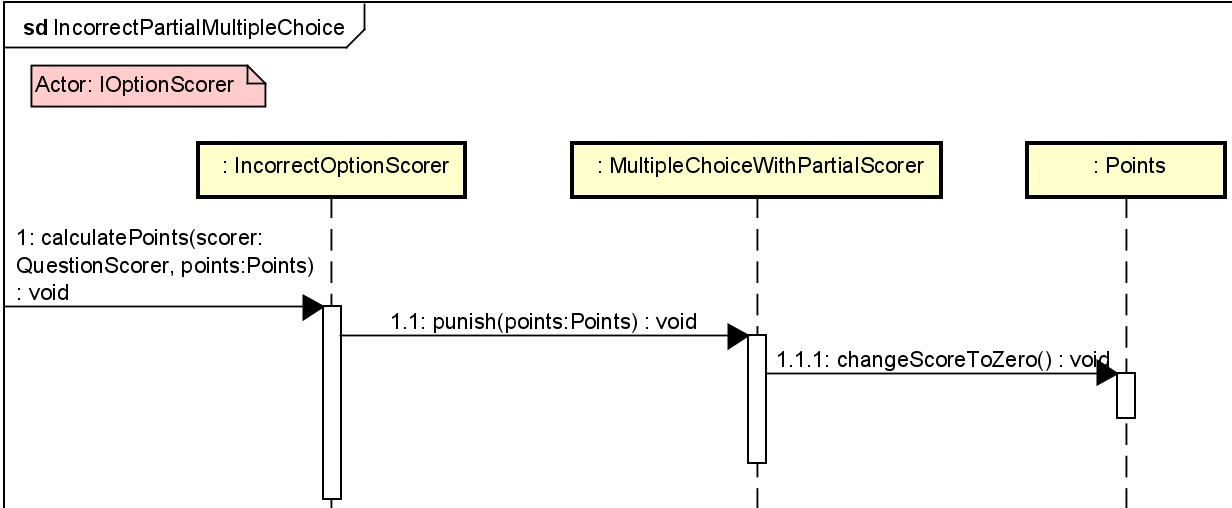 sd IncorrectPartialMultipleChoice
Actor: IOptionScorer
: IncorrectOptionScorer
: MultipleChoiceWithPartialScorer
: Points
1: calculatePoints(scorer:
QuestionScorer, points:Points)
: void
1.1: punish(points:Points) : void
1.1.1: changeScoreToZero() : void